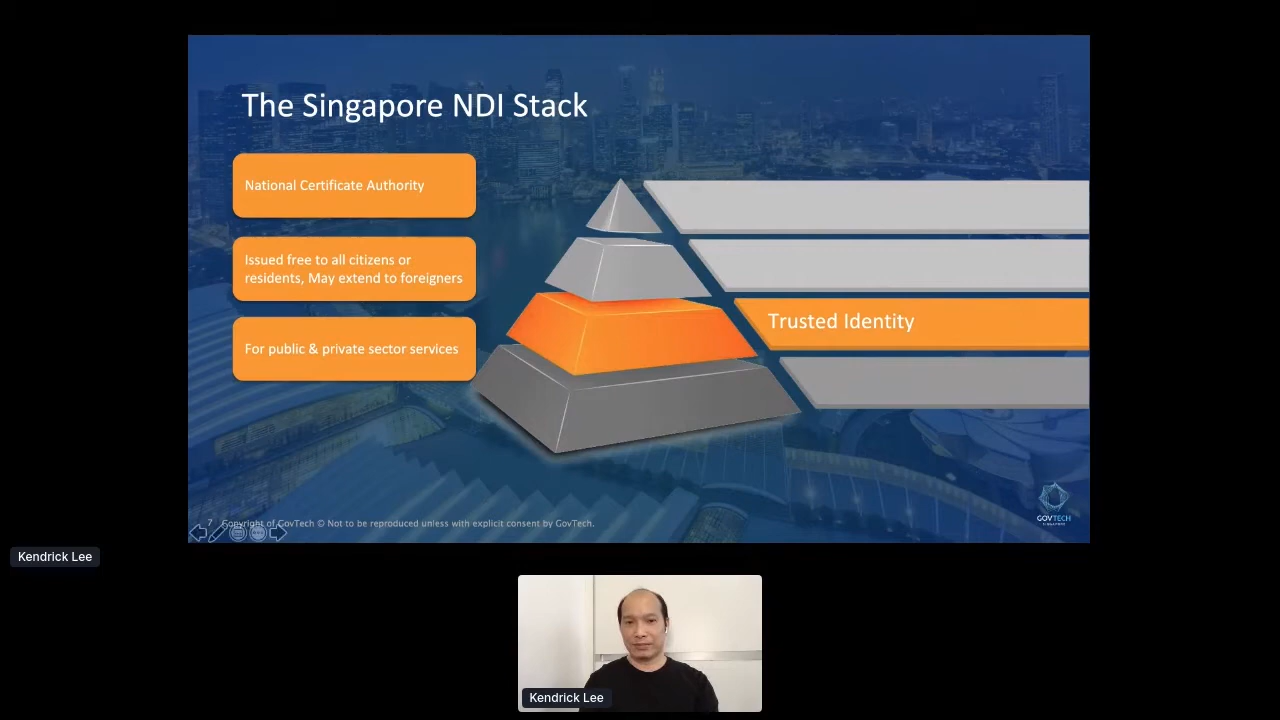 The Singapore NDI Stack
National Certificate Authority
Issued free to all citizens or
residents, May extend to foreigners
For public & private sector services
Trusted Identity
7
Copyright of GovTech © Not to be reproduced unless with explicit consent by GovTech.
GOVTECH
SINGAPORE
Kendrick Lee
Kendrick Lee